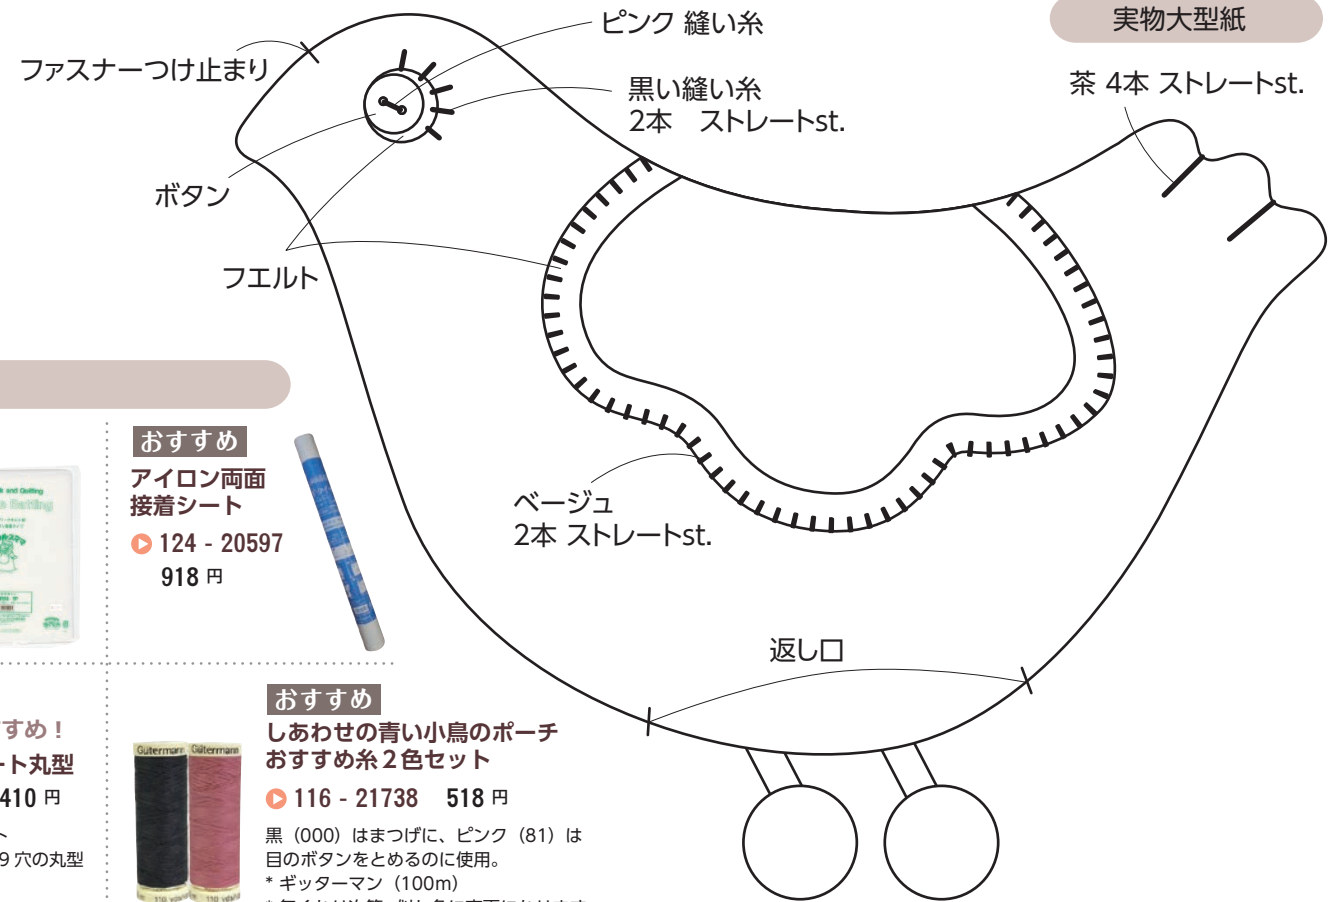 実物大型紙
ピンク 縫い糸
ファスナーつけ止まり
黒い縫い糸
2本 ストレートst.
茶 4本 ストレートst.
ボタン
フエルト
ベージュ
2本 ストレートst.
返し口
おすすめ
アイロン両面
接着シート
124 - 20597
918 円
すめ！
ート丸型
410 円
ト
9 穴の丸型
おすすめ
しあわせの青い小鳥のポーチ
おすすめ糸2色セット
116 - 21738 518 円
黒（000）はまつげに、ピンク（81）は
目のボタンをとめるのに使用。
* ギッターマン（100m）
Gütermann Gütermann